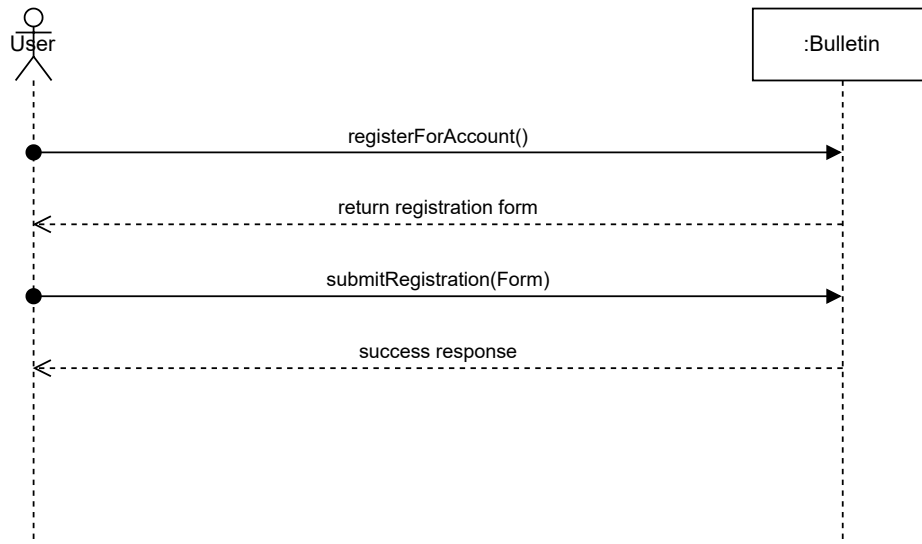 User
:Bulletin
registerForAccount()
return registration form
submitRegistration(Form)
success response